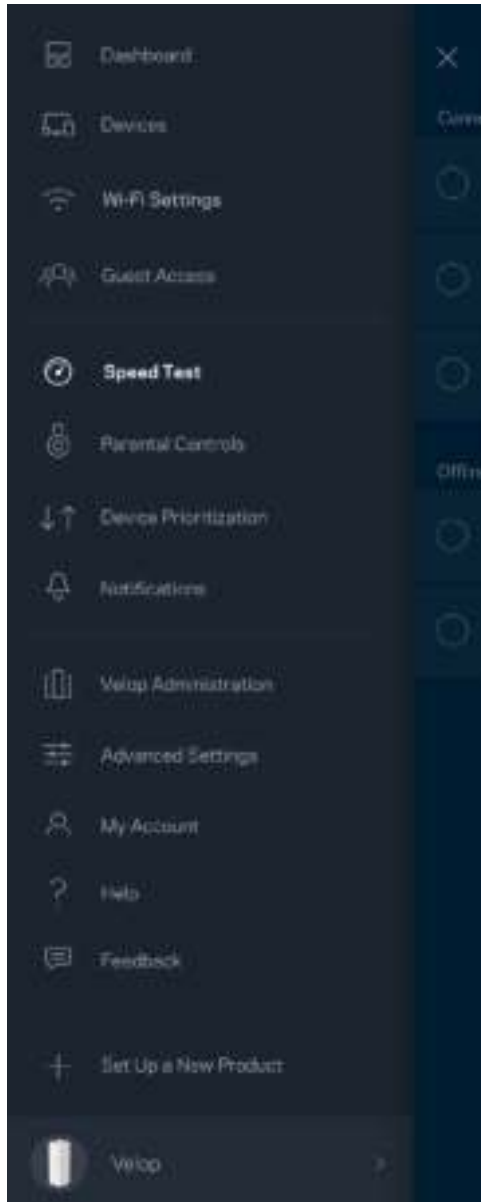 Dashboard
Devices
Wi-Fi Settings
Guest Access
Speed Test
Parental Controls
Device Prioritization
Notifications
Velop Administration
Advanced Settings
My Account
Help
Feedback
Set Up a New Product
Velop